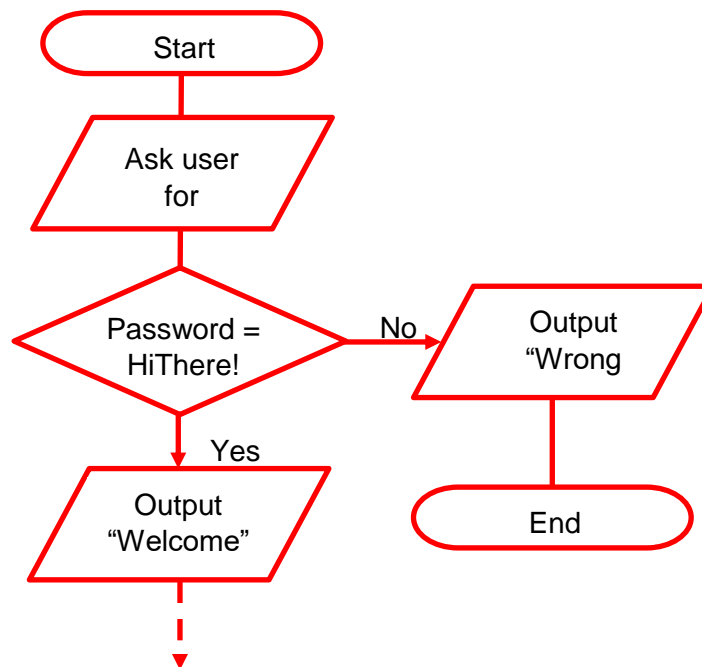 Start
Ask user
for
Password =
HiThere!
No
Output
“Wrong
Yes
Output
“Welcome”
End